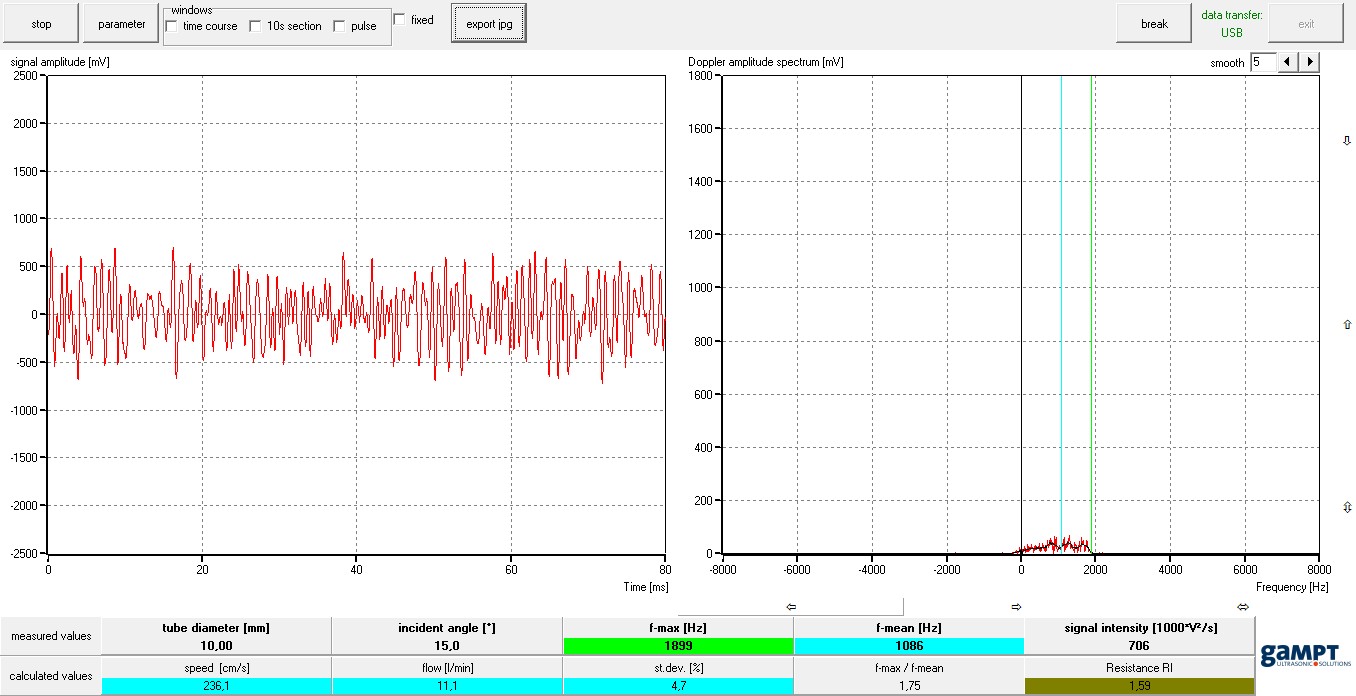 stop
parameter
windows
time course
10s section
pulse
fixed
export jpg
break
data transfer:
USB
exit
signal amplitude [mV]
2500
2000
1500
1000
500
0
-500
-1000
-1500
-2000
-2500
0 20 40 60 80
Time [ms]
Doppler amplitude spectrum [mV]
smooth 5
1800
1600
1400
1200
1000
800
600
400
200
0
-8000 -6000 -4000 -2000 0 2000 4000 6000 8000
Frequency [Hz]
measured values
tube diameter [mm] incident angle [°] f-max [Hz] f-mean [Hz] signal intensity [1000*V²/s]
10,00 15,0 1899 1086 706
calculated values
speed [cm/s] flow [l/min] st.dev. [%] f-max / f-mean Resistance RI
236,1 11,1 4,7 1,75 1,59
GAMPT
ULTRASONIC SOLUTIONS